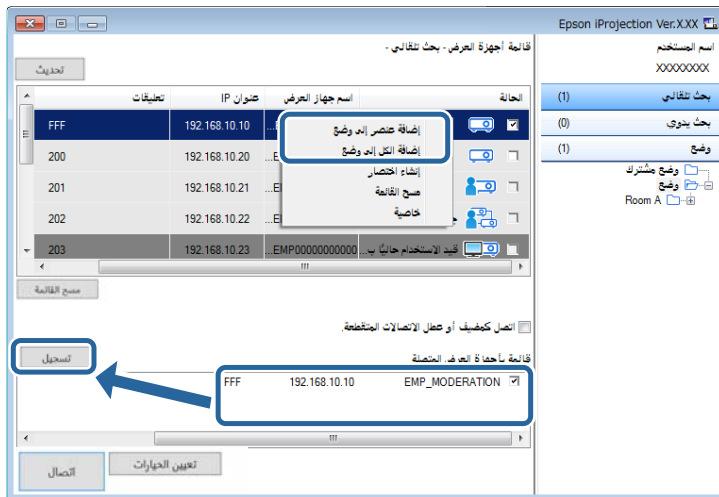 Epson iProjection Ver.X.XX
اسم المستخدم
XXXXXXXX
بحث تلقائي (1)
بحث يدوي (0)
وضع (1)
وضع مشترك
وضع
Room A
قائمة أجهزة العرض - بحث تلقائي -
تحديث
الحالة اسم جهاز العرض عنوان IP تعليقات
192.168.10.10 FFF
192.168.10.20 200
192.168.10.21 201
192.168.10.22 202
قيد الاستخدام حاليًا ب... EMP00000000000... 192.168.10.23 203
إضافة عنصر إلى وضع
إضافة الكل إلى وضع
إنشاء اختصار
مسح القائمة
خاصية
مسح القائمة
اتصل كمضيف أو عطل الاتصالات المتقطعة.
تسجيل
قائمة بأجهزة العرض المتصلة
EMP_MODERATION 192.168.10.10 FFF
تعيين الخيارات
اتصال